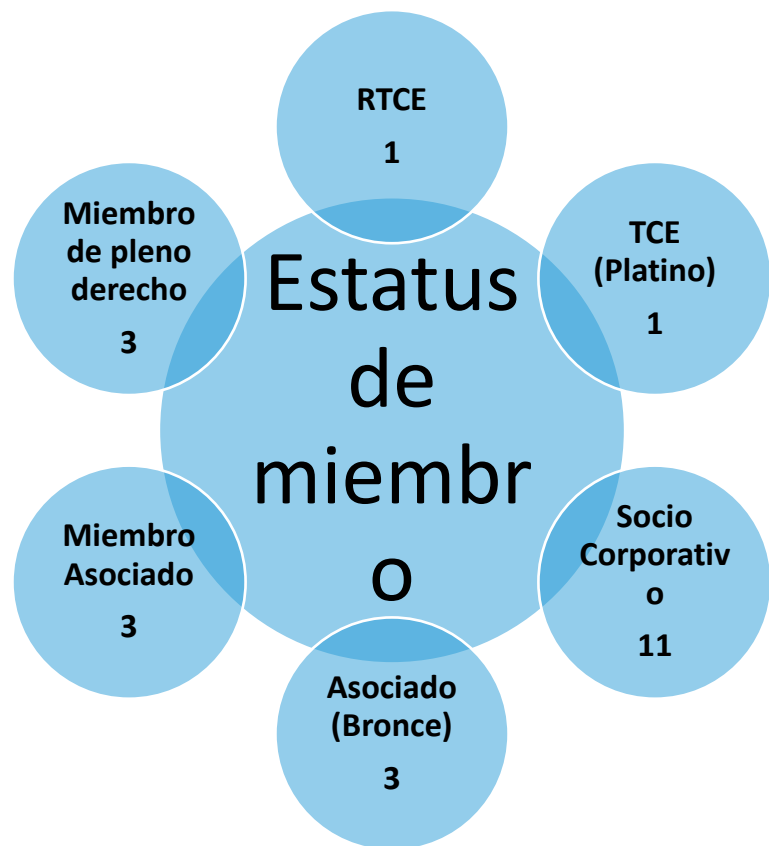 RTCE
1
TCE
(Platino)
1
Socio
Corporativ
o
11
Asociado
(Bronce)
3
Miembro
Asociado
3
Miembro
de pleno
derecho
3
Estatus
de
miembr
o